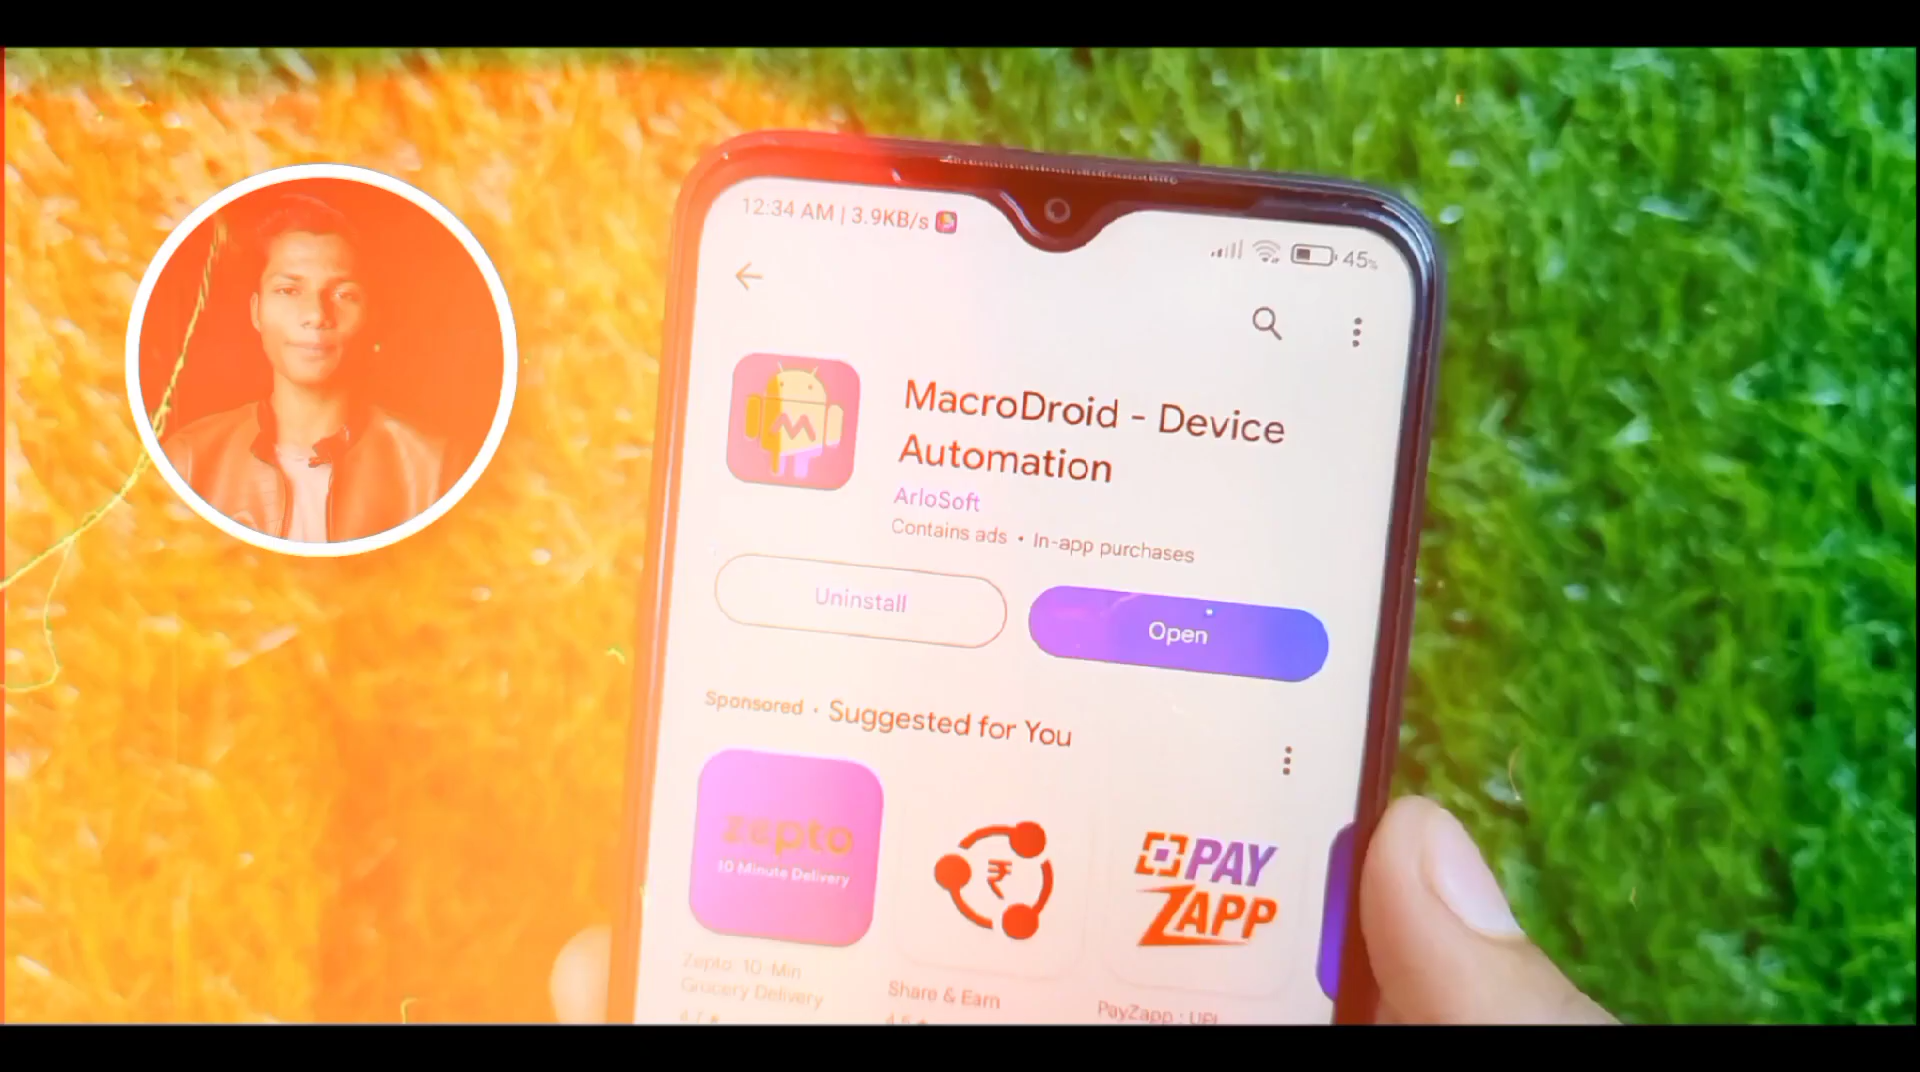 12:34 AM | 3.9KB/s
45%
MacroDroid - Device
Automation
ArloSoft
Contains ads • In-app purchases
Uninstall
Open
Sponsored • Suggested for You
zepto
10 Minute Delivery
₹
PAY
ZAPP
Zepto: 10-Min
Grocery Delivery
Share & Earn
PayZapp : UPI